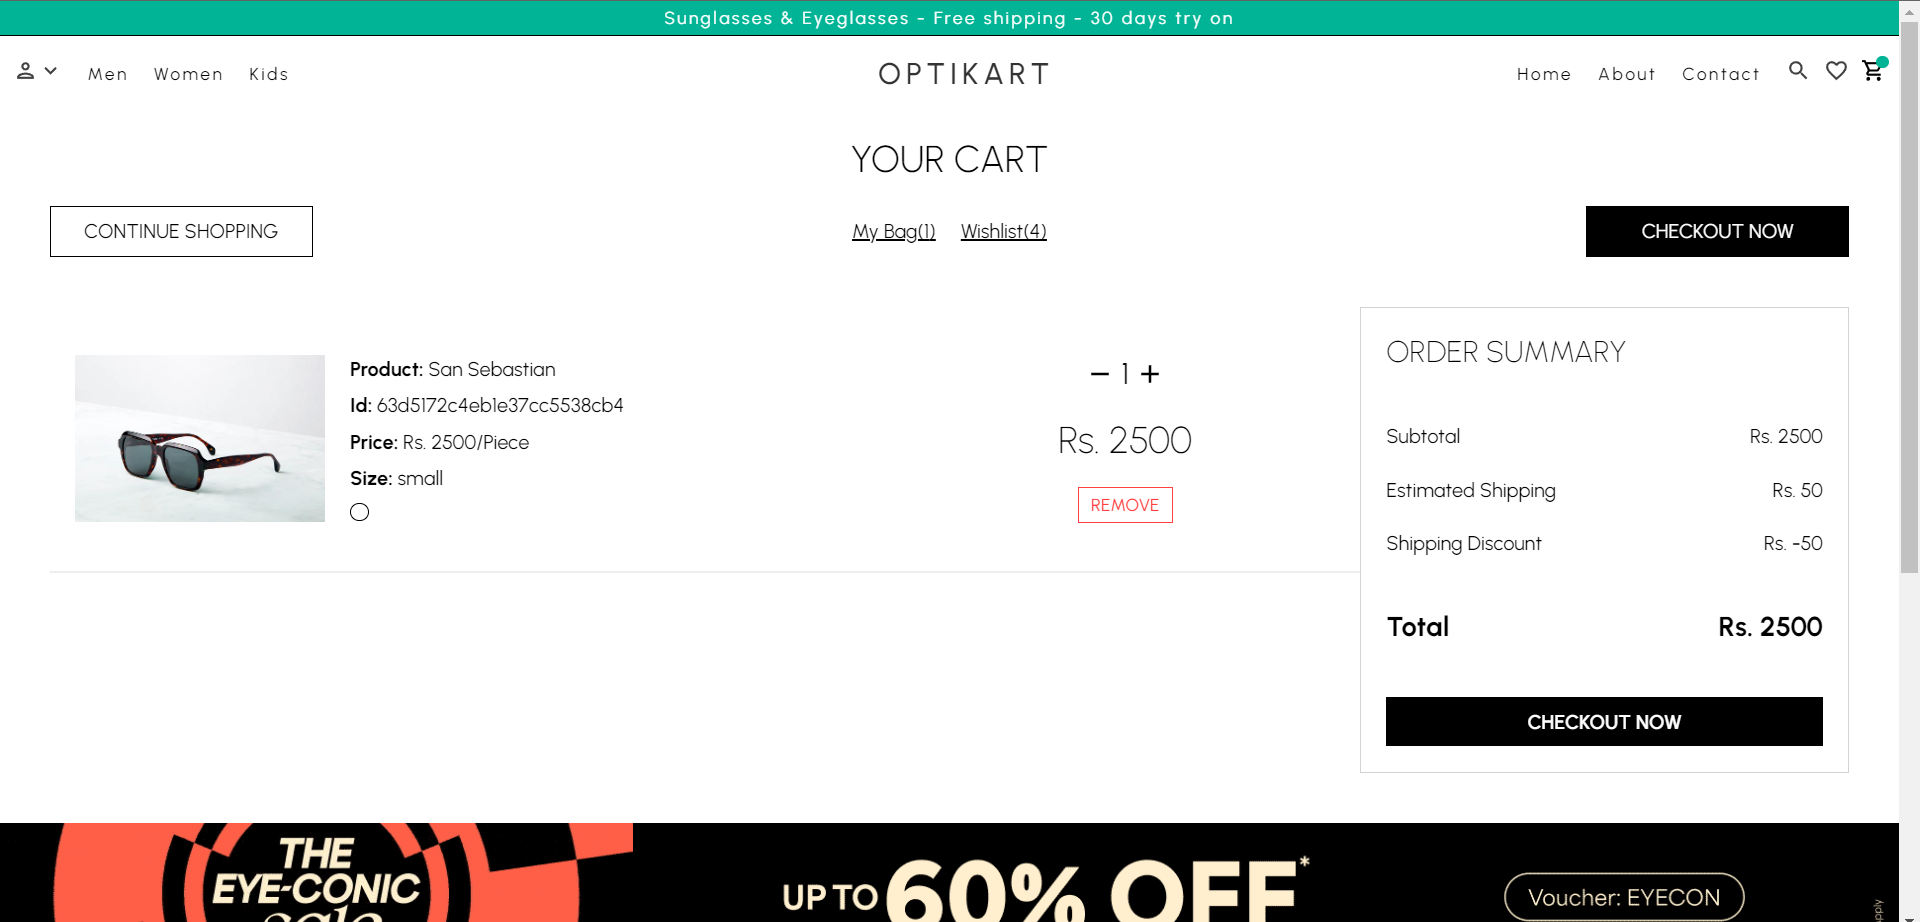 Sunglasses & Eyeglasses - Free shipping - 30 days try on
Men Women Kids
OPTIKART
Home About Contact
YOUR CART
CONTINUE SHOPPING
My Bag(1) Wishlist(4)
CHECKOUT NOW
Product: San Sebastian
Id: 63d5172c4eb1e37cc5538cb4
Price: Rs. 2500/Piece
Size: small
1
Rs. 2500
REMOVE
ORDER SUMMARY
Subtotal Rs. 2500
Estimated Shipping Rs. 50
Shipping Discount Rs. -50
Total Rs. 2500
CHECKOUT NOW
THE
EYE-CONIC
sale
UP TO 60% OFF*
Voucher: EYECON